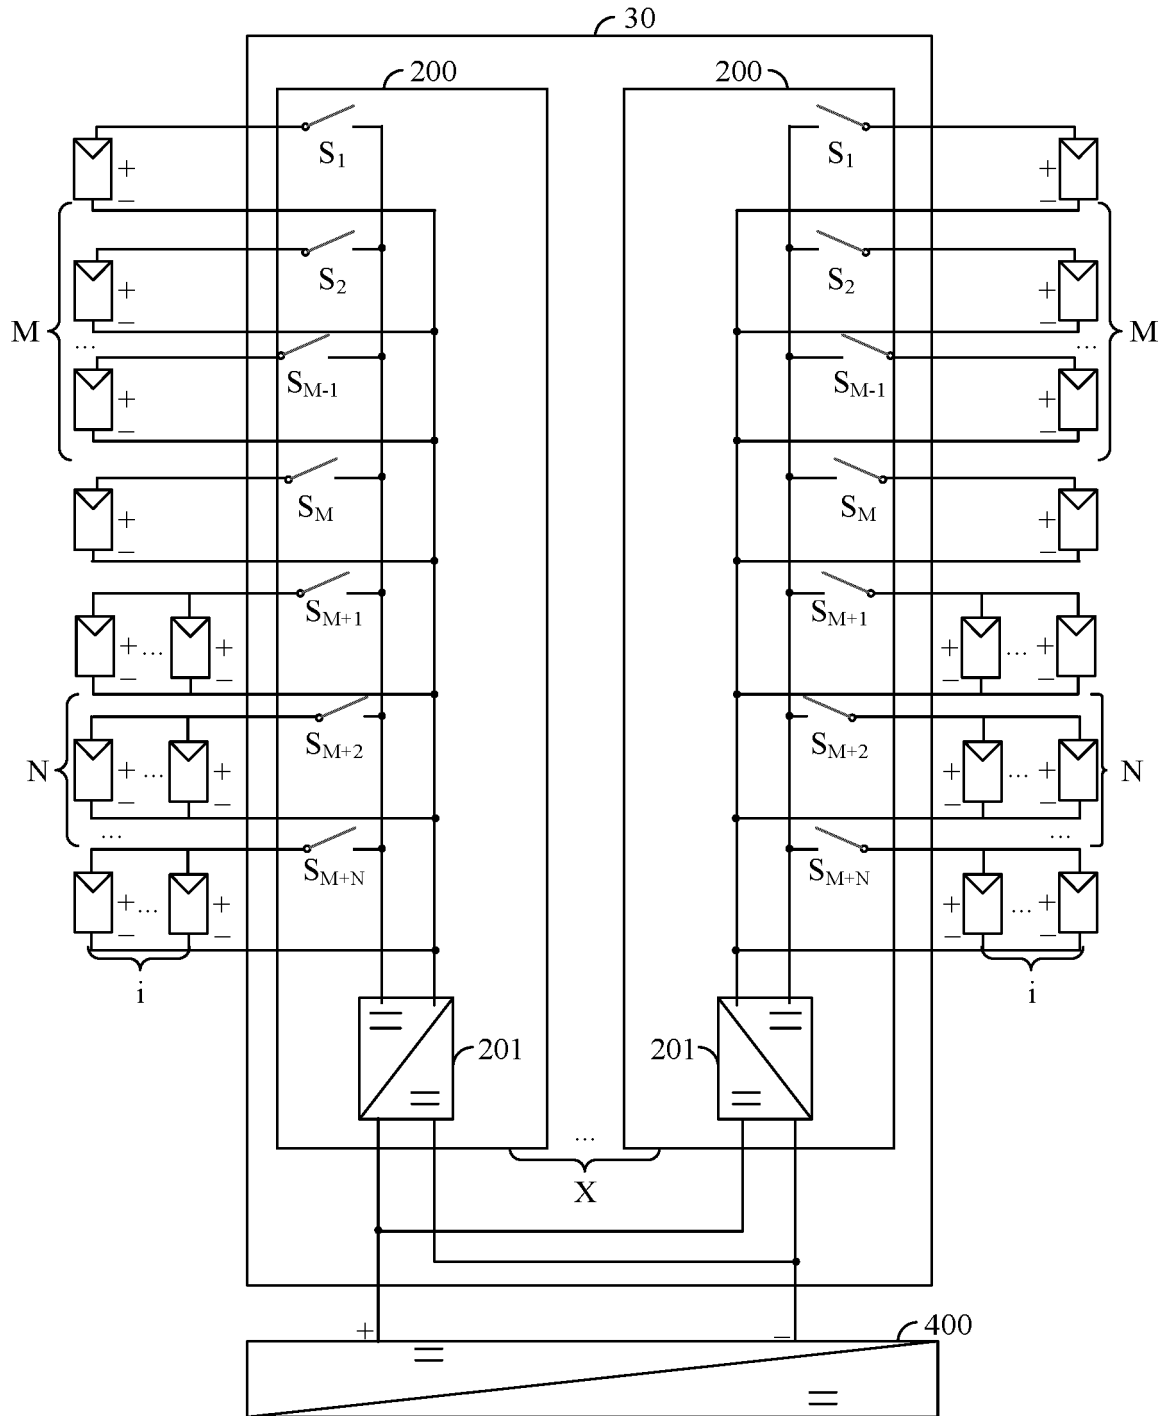 30
200 200
S1 S1
+ +
− −
S2 S2
+ +
M M
− −
... ...
SM-1 SM-1
+ +
− −
SM SM
+ +
− −
SM+1 SM+1
+ ... + + ... +
− − − −
SM+2 SM+2
N N
+ ... + + ... +
− − − −
... ...
SM+N SM+N
+ ... + + ... +
− − − −
i i
201 201
...
X
+ −
400